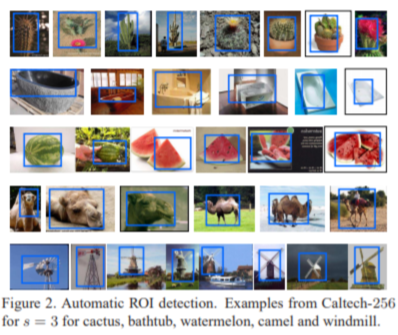 Figure 2. Automatic ROI detection. Examples from Caltech-256
for s = 3 for cactus, bathtub, watermelon, camel and windmill.